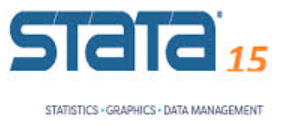 STATA 15
STATISTICS • GRAPHICS • DATA MANAGEMENT